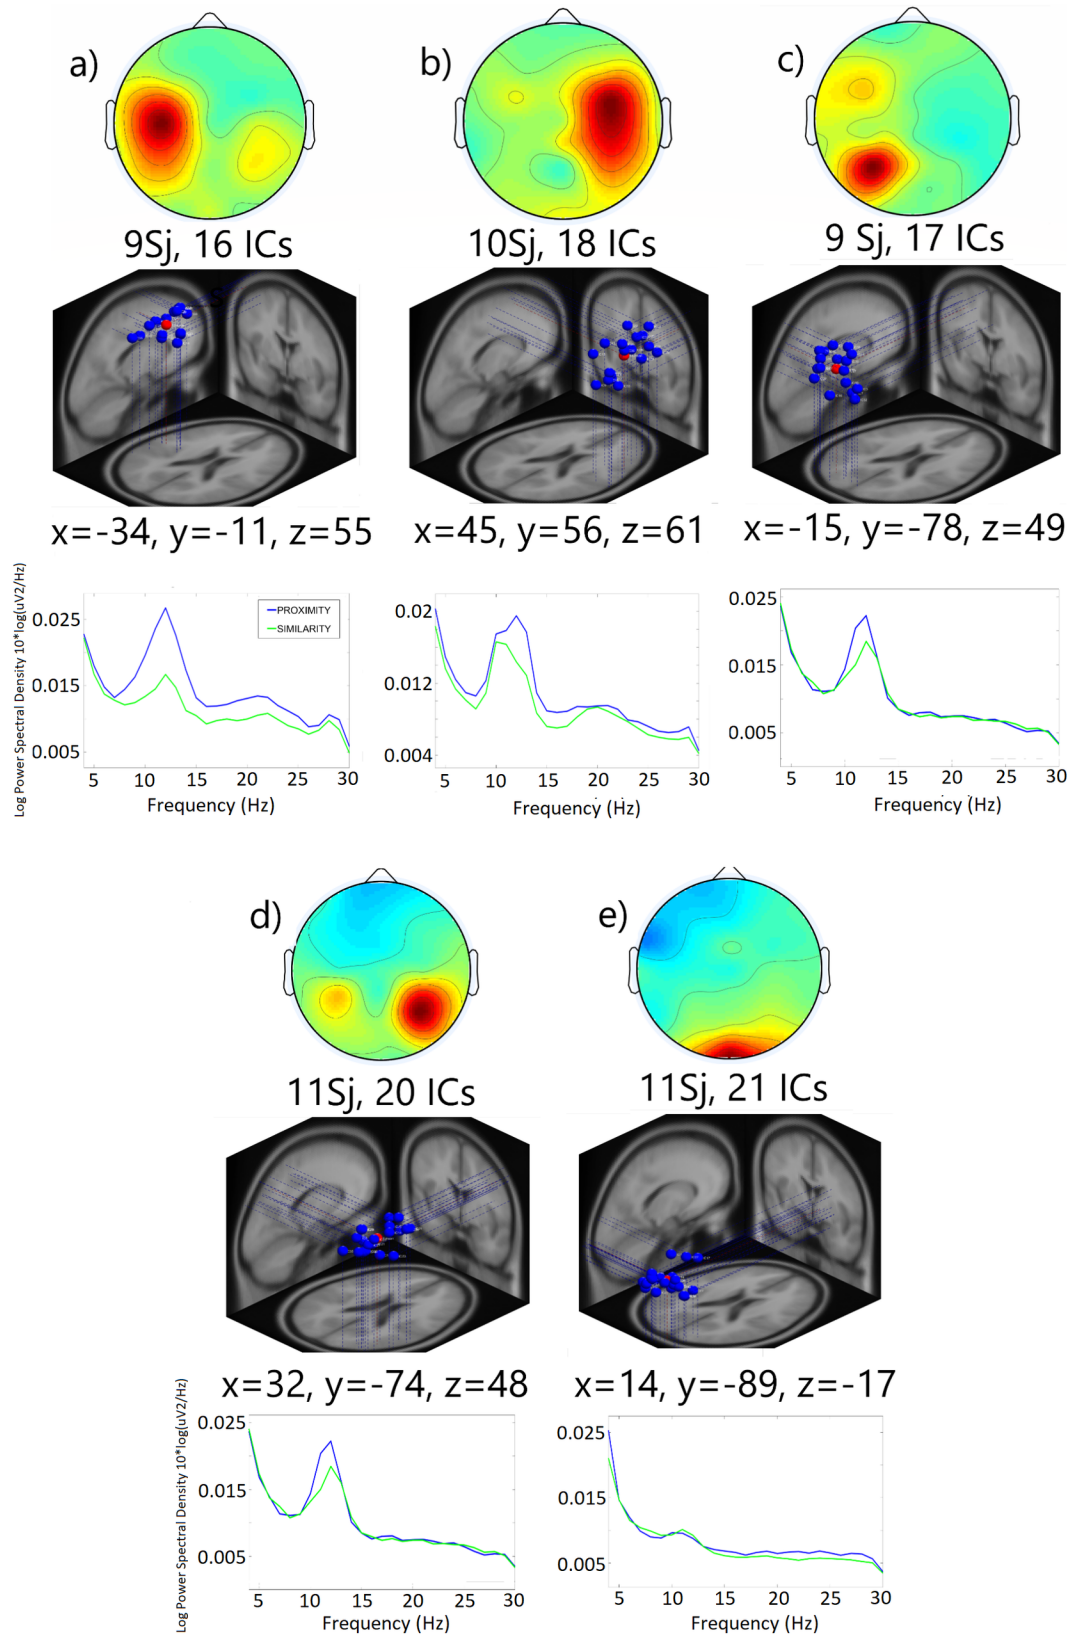 a)
b)
c)
9Sj, 16 ICs
10Sj, 18 ICs
9 Sj, 17 ICs
x=-34, y=-11, z=55
x=45, y=56, z=61
x=-15, y=-78, z=49
Log Power Spectral Density 10*log(uV2/Hz)
0.025
0.015
0.005
PROXIMITY
SIMILARITY
5 10 15 20 25 30
Frequency (Hz)
0.02
0.012
0.004
5 10 15 20 25 30
Frequency (Hz)
0.025
0.015
0.005
5 10 15 20 25 30
Frequency (Hz)
d)
e)
11Sj, 20 ICs
11Sj, 21 ICs
x=32, y=-74, z=48
x=14, y=-89, z=-17
Log Power Spectral Density 10*log(uV2/Hz)
0.025
0.015
0.005
5 10 15 20 25 30
Frequency (Hz)
0.025
0.015
0.005
5 10 15 20 25 30
Frequency (Hz)